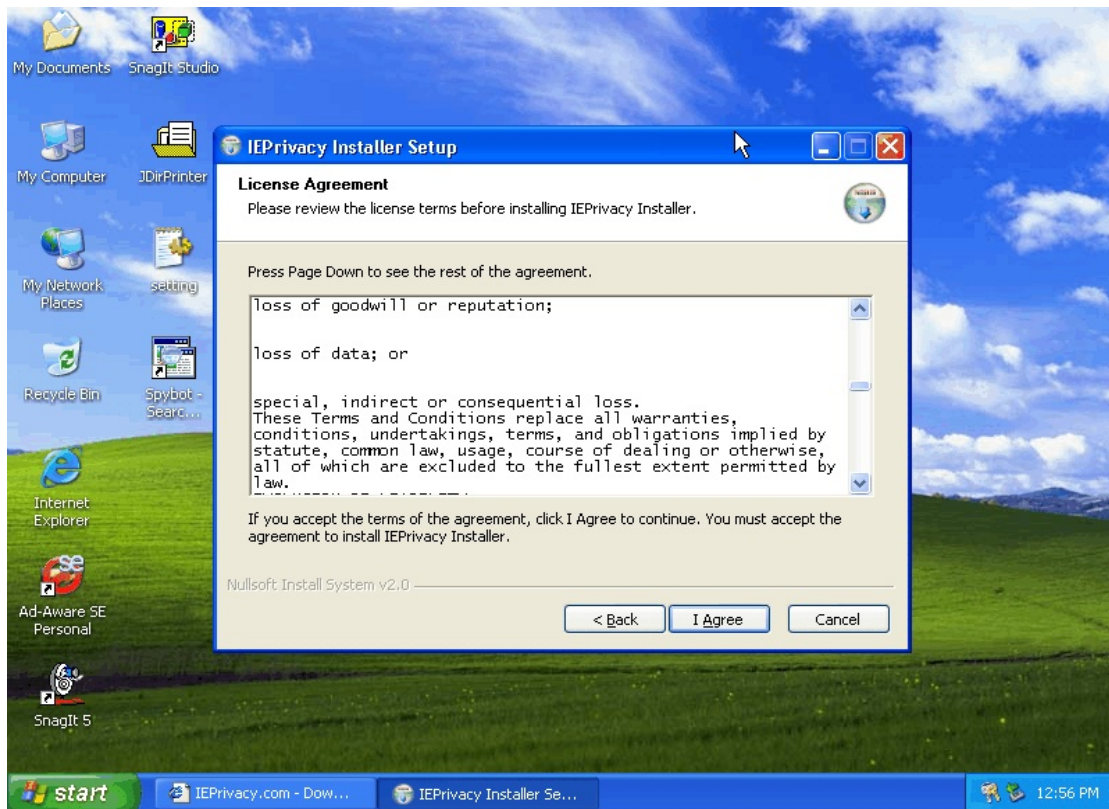 My Documents
SnagIt Studio
My Computer
JDirPrinter
My Network
Places
setting
Recycle Bin
Spybot -
Searc...
Internet
Explorer
Ad-Aware SE
Personal
SnagIt 5
IEPrivacy Installer Setup
License Agreement
Please review the license terms before installing IEPrivacy Installer.
Press Page Down to see the rest of the agreement.
loss of goodwill or reputation;
loss of data; or
special, indirect or consequential loss.
These Terms and Conditions replace all warranties,
conditions, undertakings, terms, and obligations implied by
statute, common law, usage, course of dealing or otherwise,
all of which are excluded to the fullest extent permitted by
law.
If you accept the terms of the agreement, click I Agree to continue. You must accept the
agreement to install IEPrivacy Installer.
Nullsoft Install System v2.0
< Back
I Agree
Cancel
start
IEPrivacy.com - Dow...
IEPrivacy Installer Se...
12:56 PM